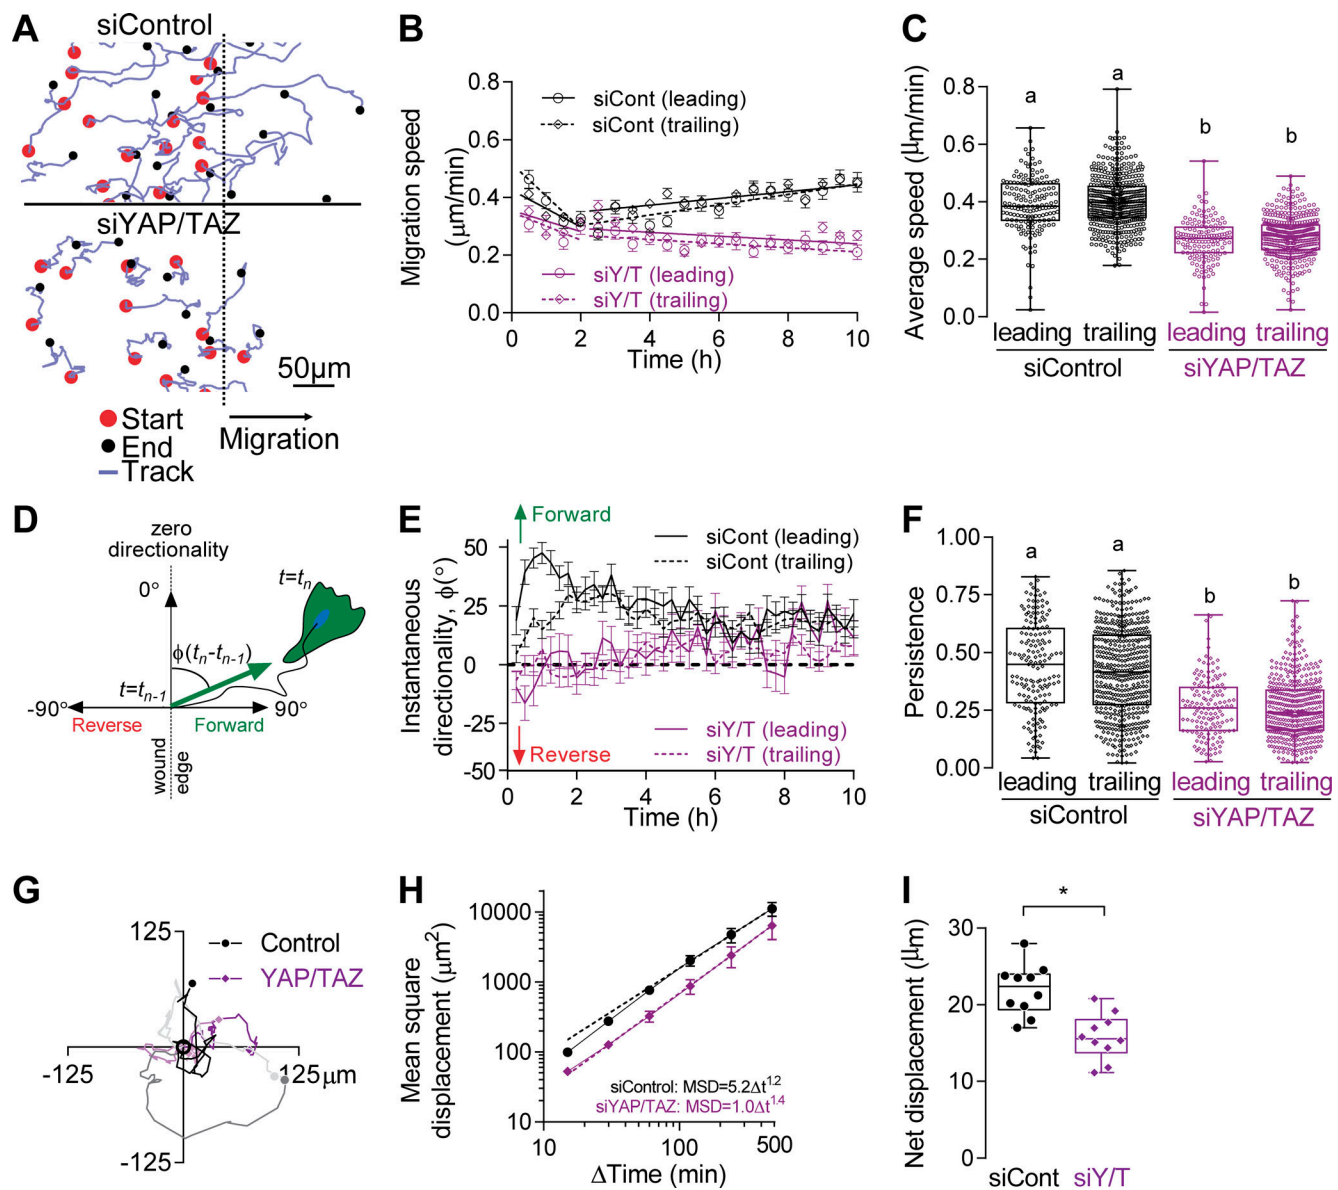 A
siControl
siYAP/TAZ
50μm
Start
End
Track
Migration
B
Migration speed
(μm/min)
0.8
0.6
0.4
0.2
0.0
siCont (leading)
siCont (trailing)
siY/T (leading)
siY/T (trailing)
0 2 4 6 8 10
Time (h)
C
Average speed (μm/min)
0.8
0.6
0.4
0.2
0.0
a
a
b
b
leading trailing leading trailing
siControl siYAP/TAZ
D
zero
directionality
0°
t=tn
ϕ(tn-tn-1)
t=tn-1
-90° 90°
Reverse Forward
wound
edge
E
Instantaneous
directionality, ϕ(°)
Forward
50
25
0
-25
-50
siCont (leading)
siCont (trailing)
siY/T (leading)
siY/T (trailing)
Reverse
0 2 4 6 8 10
Time (h)
F
Persistence
1.00
0.75
0.50
0.25
0.00
a
a
b
b
leading trailing leading trailing
siControl siYAP/TAZ
G
125
Control
YAP/TAZ
-125 125μm
-125
H
Mean square
displacement (μm2)
10000
1000
100
10
siControl: MSD=5.2Δt1.2
siYAP/TAZ: MSD=1.0Δt1.4
10 100 500
ΔTime (min)
I
Net displacement (μm)
30
20
10
0
*
siCont siY/T